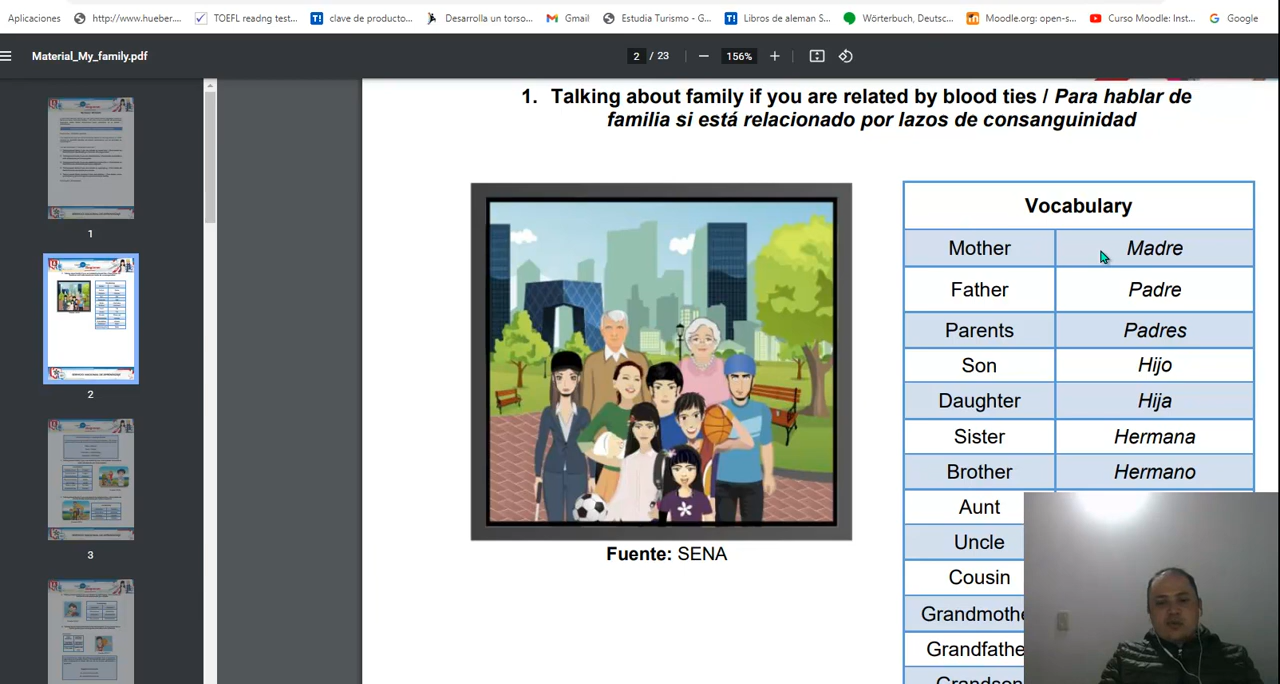 Aplicaciones
http://www.hueber....
TOEFL readng test...
clave de producto...
Desarrolla un torso...
Gmail
Estudia Turismo - G...
Libros de aleman S...
Wörterbuch, Deutsc...
Moodle.org: open-s...
Curso Moodle: Inst...
Google
Material_My_family.pdf
2 / 23
156%
1
2
3
1. Talking about family if you are related by blood ties / Para hablar de
familia si está relacionado por lazos de consanguinidad
Fuente: SENA
Vocabulary
Mother Madre
Father Padre
Parents Padres
Son Hijo
Daughter Hija
Sister Hermana
Brother Hermano
Aunt
Uncle
Cousin
Grandmothe
Grandfathe
Grandson